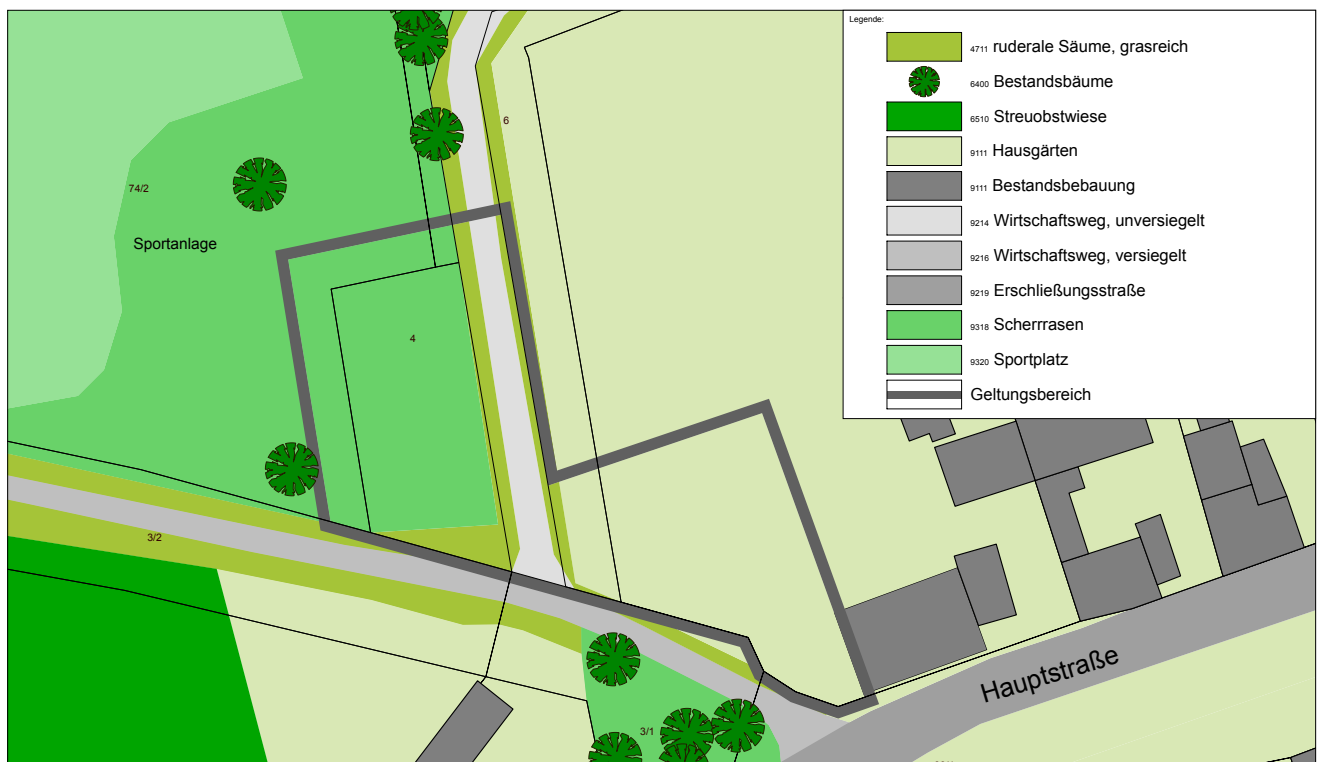 Legende:
4711 ruderale Säume, grasreich
6400 Bestandsbäume
6510 Streuobstwiese
9111 Hausgärten
9111 Bestandsbebauung
9214 Wirtschaftsweg, unversiegelt
9216 Wirtschaftsweg, versiegelt
9219 Erschließungsstraße
9318 Scherrrasen
9320 Sportplatz
Geltungsbereich
6
74/2
Sportanlage
4
3/2
Hauptstraße
3/1